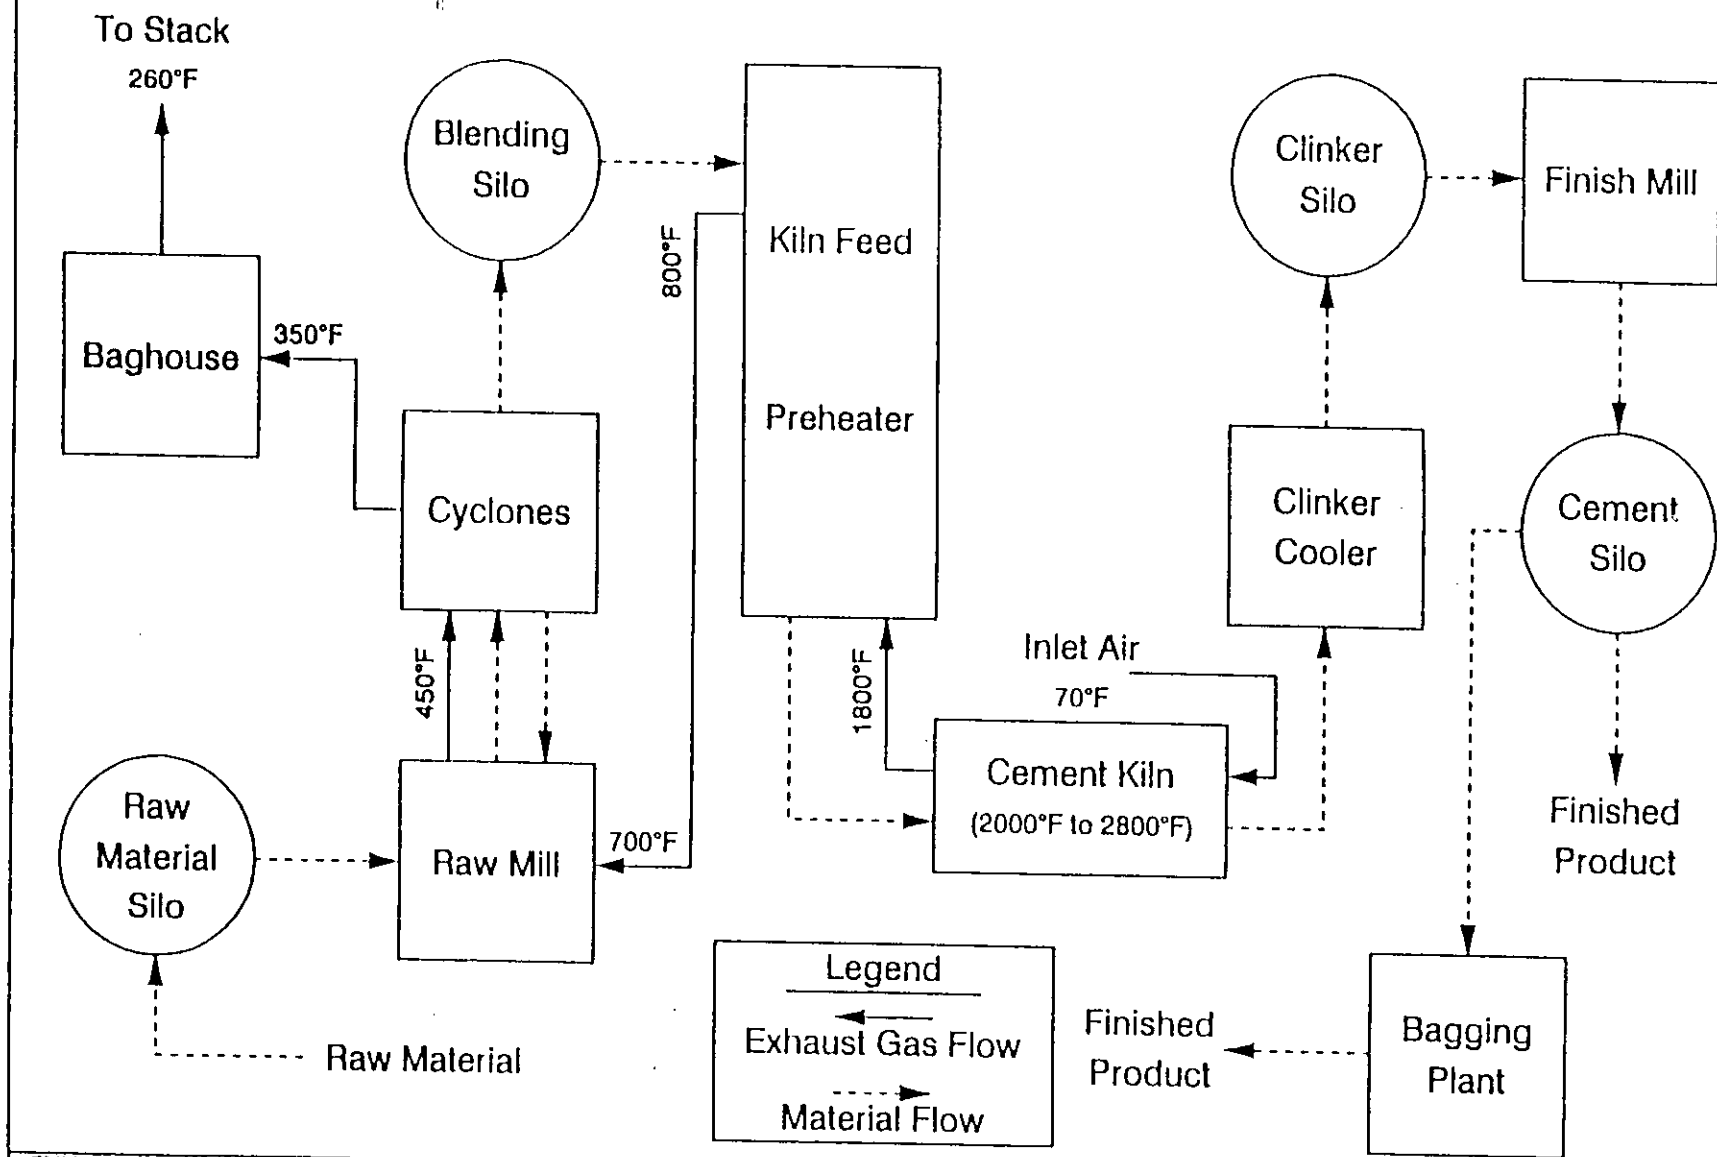 To Stack
260°F
Blending
Silo
Kiln Feed
Preheater
Clinker
Silo
Finish Mill
800°F
Baghouse
350°F
Cyclones
Clinker
Cooler
Cement
Silo
450°F
1800°F
Inlet Air
70°F
Raw
Material
Silo
Raw Mill
700°F
Cement Kiln
(2000°F to 2800°F)
Finished
Product
Raw Material
Legend
Exhaust Gas Flow
Material Flow
Finished
Product
Bagging
Plant